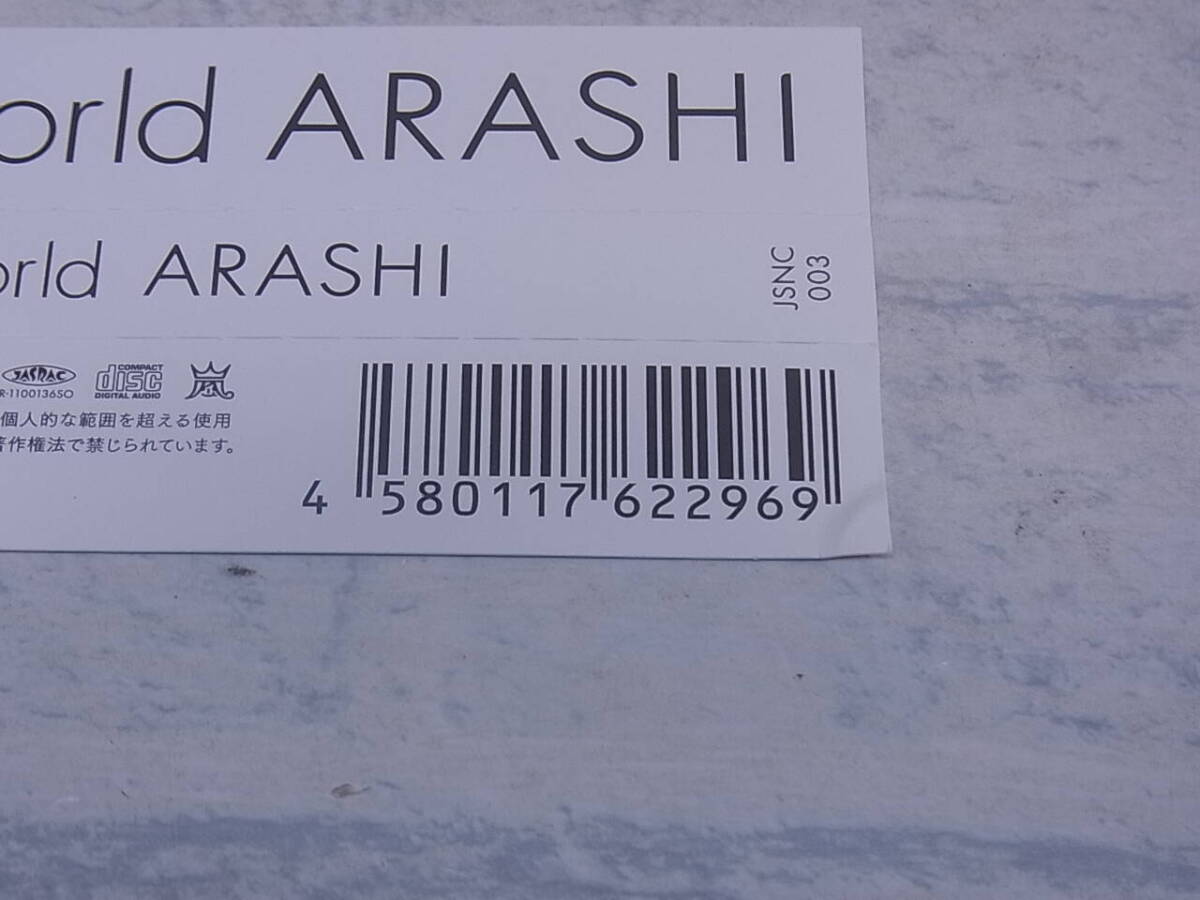 orld ARASHI
orld ARASHI
JSNC
003
JASRAC
R-1100136SO
COMPACT
disc
DIGITAL AUDIO
嵐
個人的な範囲を超える使用
著作権法で禁じられています。
4 580117 622969